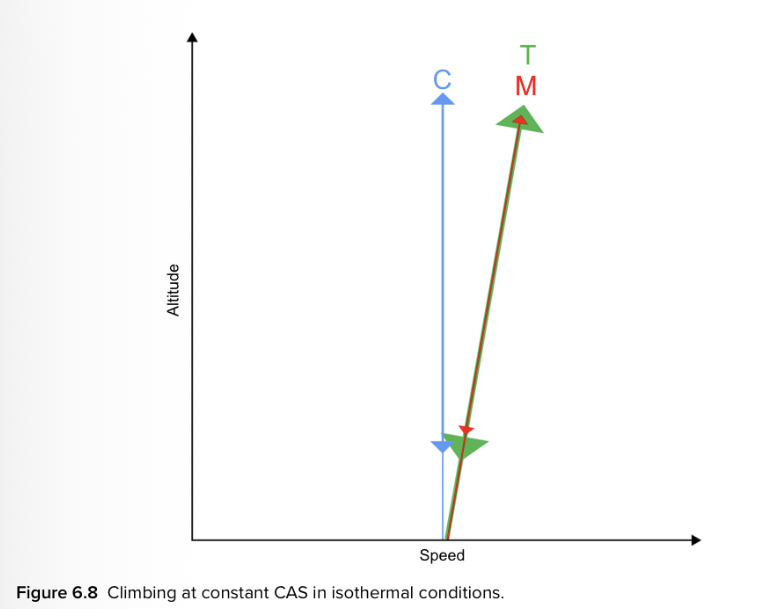 T
C
M
Altitude
Speed
Figure 6.8 Climbing at constant CAS in isothermal conditions.